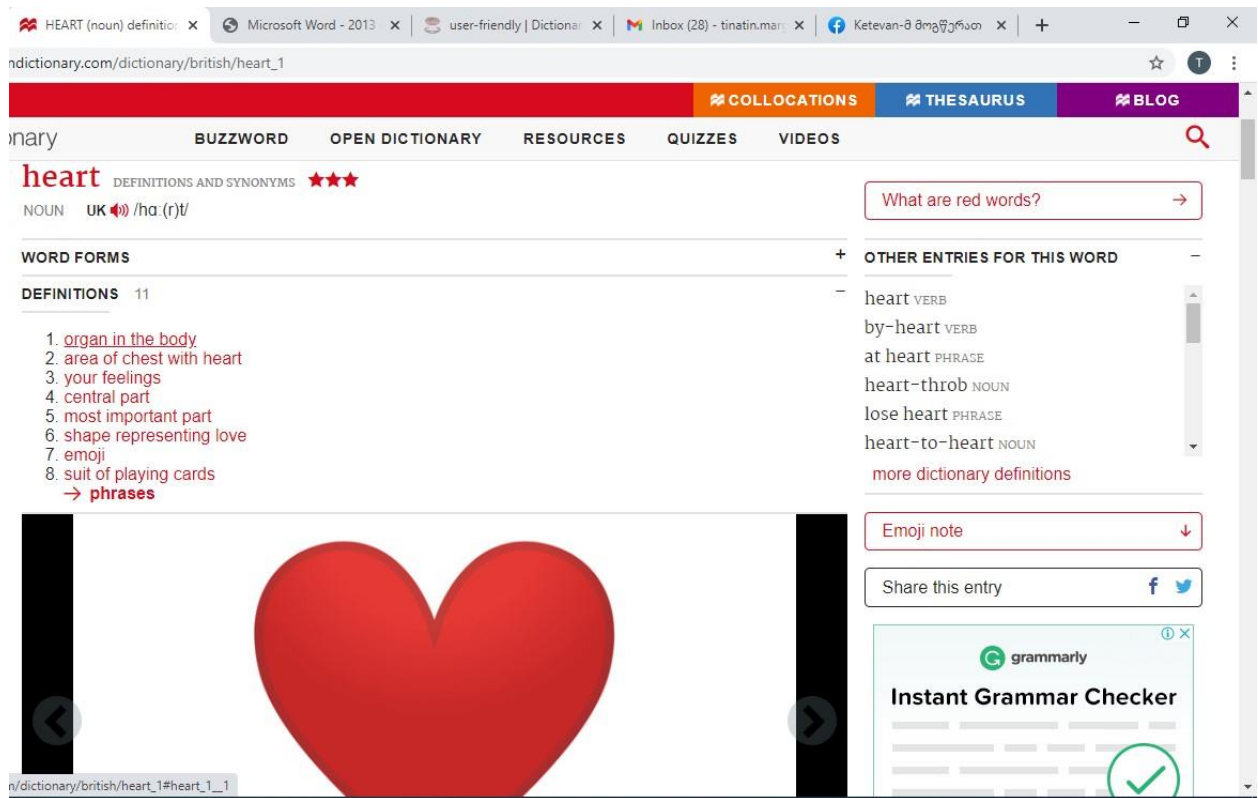 HEART (noun) definitio
Microsoft Word - 2013
user-friendly | Dictionar
Inbox (28) - tinatin.mar
Ketevan-მ მოგწერათ
ndictionary.com/dictionary/british/heart_1
T
COLLOCATIONS THESAURUS BLOG
onary BUZZWORD OPEN DICTIONARY RESOURCES QUIZZES VIDEOS
heart DEFINITIONS AND SYNONYMS ★★★
NOUN UK /hɑː(r)t/
WORD FORMS +
DEFINITIONS 11 −
1. organ in the body
2. area of chest with heart
3. your feelings
4. central part
5. most important part
6. shape representing love
7. emoji
8. suit of playing cards
→ phrases
What are red words? →
OTHER ENTRIES FOR THIS WORD −
heart VERB
by-heart VERB
at heart PHRASE
heart-throb NOUN
lose heart PHRASE
heart-to-heart NOUN
more dictionary definitions
Emoji note ↓
Share this entry f
grammarly
Instant Grammar Checker
n/dictionary/british/heart_1#heart_1__1